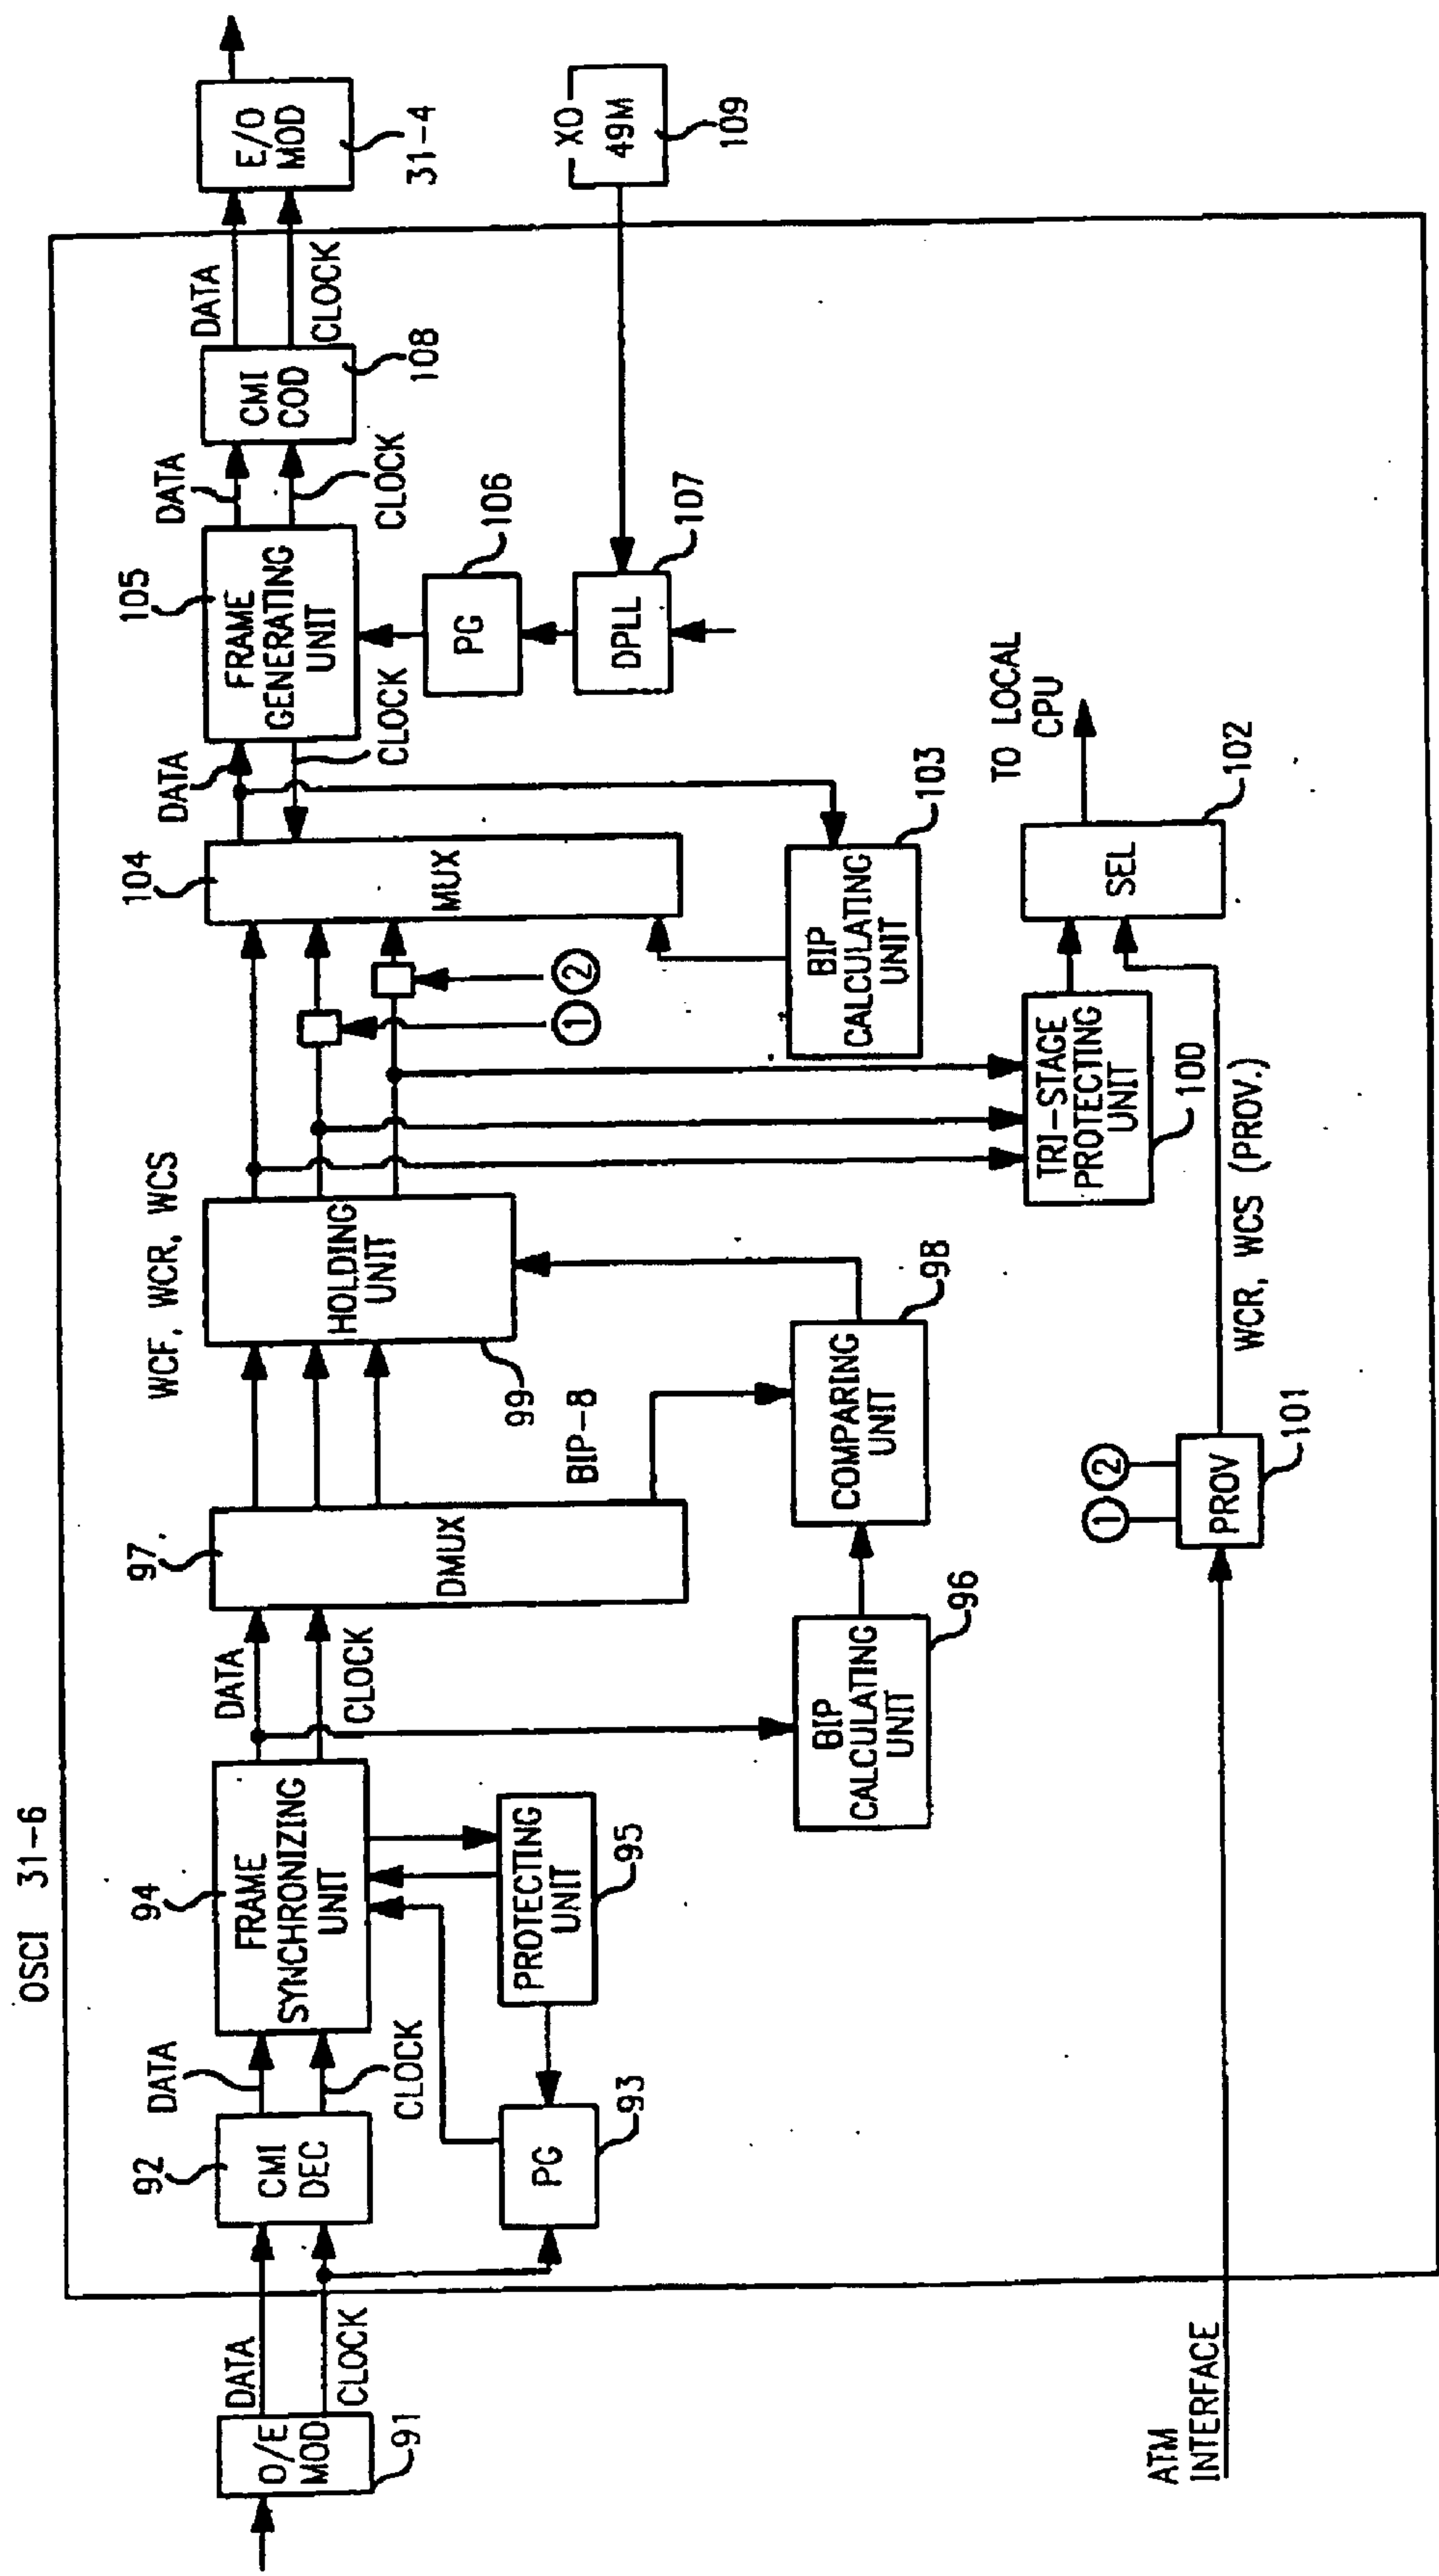 OSCI 31-6
O/E
MOD
91
DATA
CLOCK
92
CMI
DEC
DATA
CLOCK
PG
93
94
FRAME
SYNCHRONIZING
UNIT
PROTECTING
UNIT
95
DATA
CLOCK
BIP
CALCULATING
UNIT
96
97
DMUX
BIP-8
COMPARING
UNIT
98
WCF, WCR, WCS
HOLDING
UNIT
99
1
2
TRI-STAGE
PROTECTING
UNIT
100
ATM
INTERFACE
1
2
PROV
101
WCR, WCS (PROV.)
SEL
102
TO LOCAL
CPU
BIP
CALCULATING
UNIT
103
104
MUX
DATA
CLOCK
105
FRAME
GENERATING
UNIT
PG
106
DPLL
107
DATA
CLOCK
CMI
COD
108
DATA
CLOCK
E/O
MOD
31-4
XO
49M
109